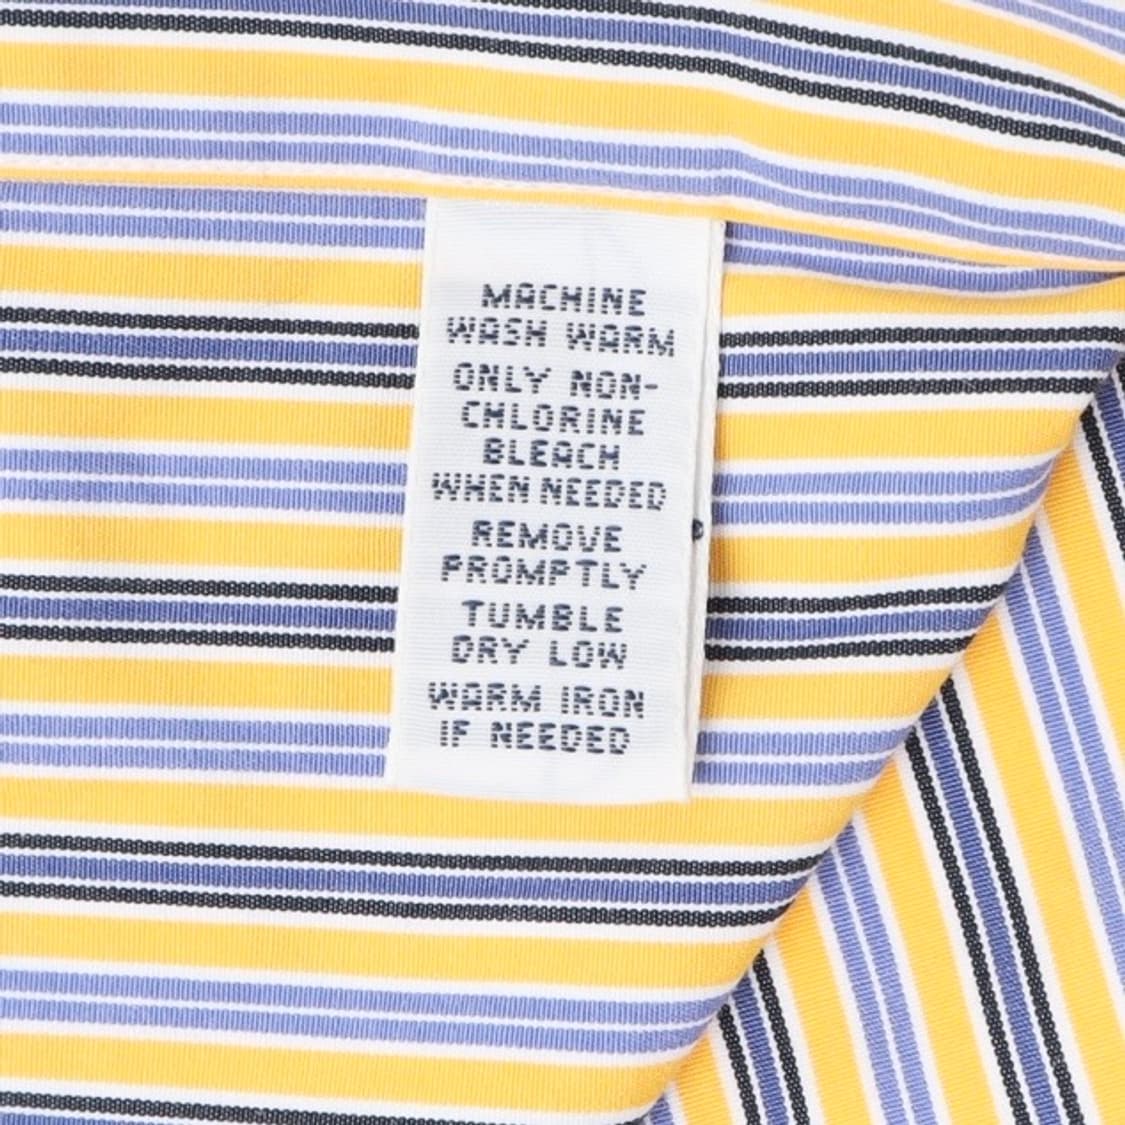 MACHINE
WASH WARM
ONLY NON-
CHLORINE
BLEACH
WHEN NEEDED
REMOVE
PROMPTLY
TUMBLE
DRY LOW
WARM IRON
IF NEEDED